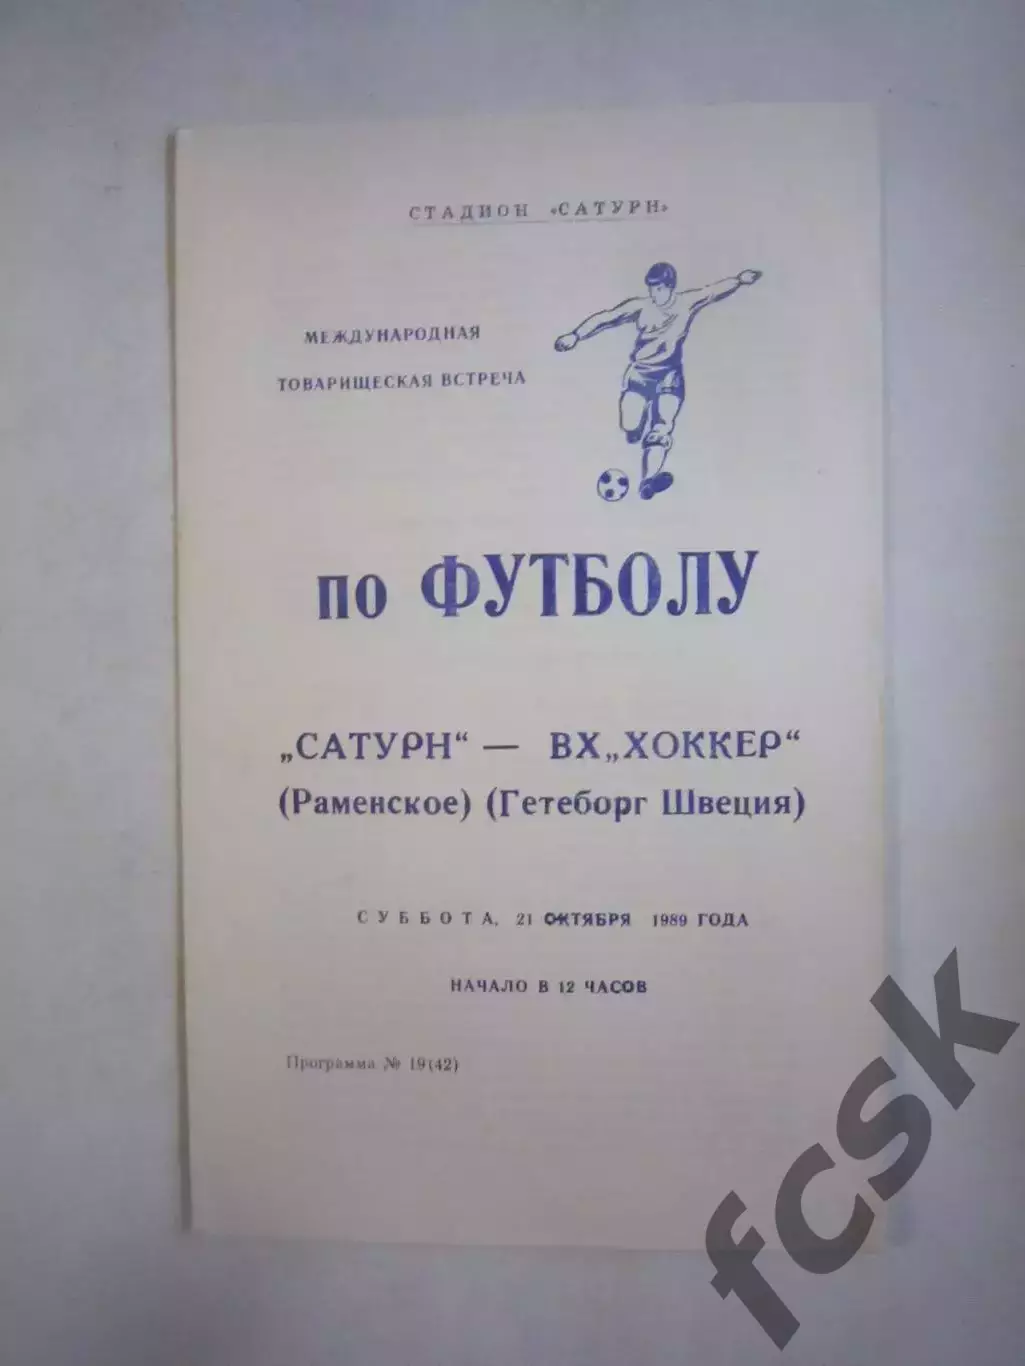 СТАДИОН «САТУРН»
МЕЖДУНАРОДНАЯ
ТОВАРИЩЕСКАЯ ВСТРЕЧА
ПО ФУТБОЛУ
„САТУРН“ — ВХ„ХОККЕР“
(Раменское) (Гетеборг Швеция)
СУББОТА, 21 ОКТЯБРЯ 1989 ГОДА
НАЧАЛО В 12 ЧАСОВ
Программа № 19(42)
fcsk